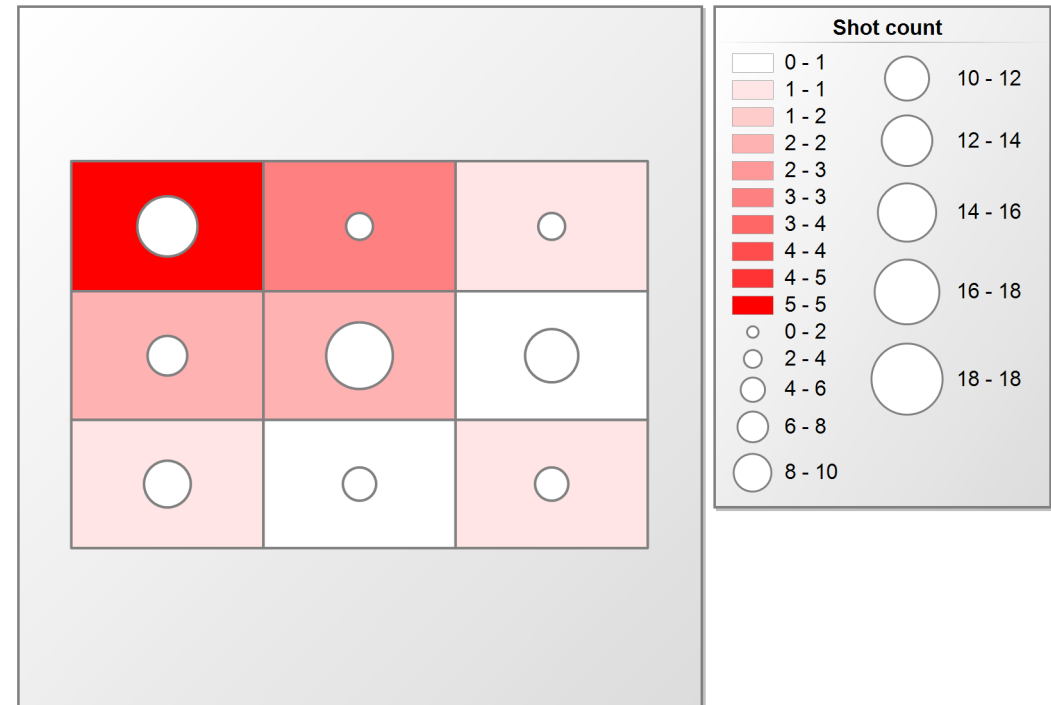 Shot count
0 - 1
1 - 1
1 - 2
2 - 2
2 - 3
3 - 3
3 - 4
4 - 4
4 - 5
5 - 5
0 - 2
2 - 4
4 - 6
6 - 8
8 - 10
10 - 12
12 - 14
14 - 16
16 - 18
18 - 18